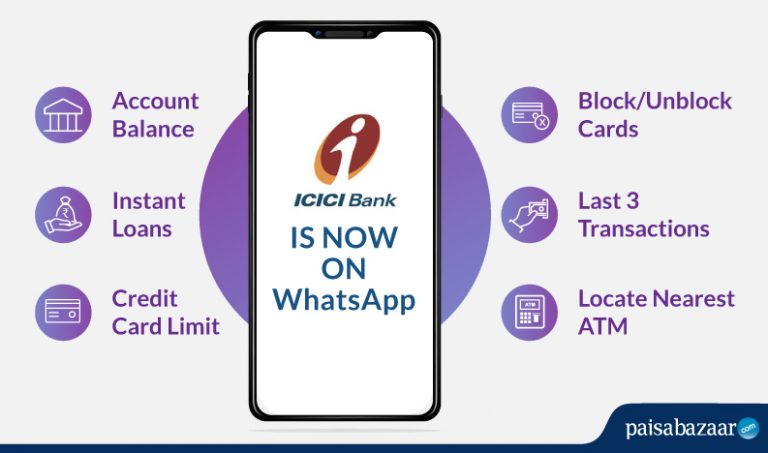 Account
Balance
Instant
Loans
Credit
Card Limit
i
ICICI Bank
IS NOW
ON
WhatsApp
Block/Unblock
Cards
X
Last 3
Transactions
ATM
Locate Nearest
ATM
₹
paisabazaar.com